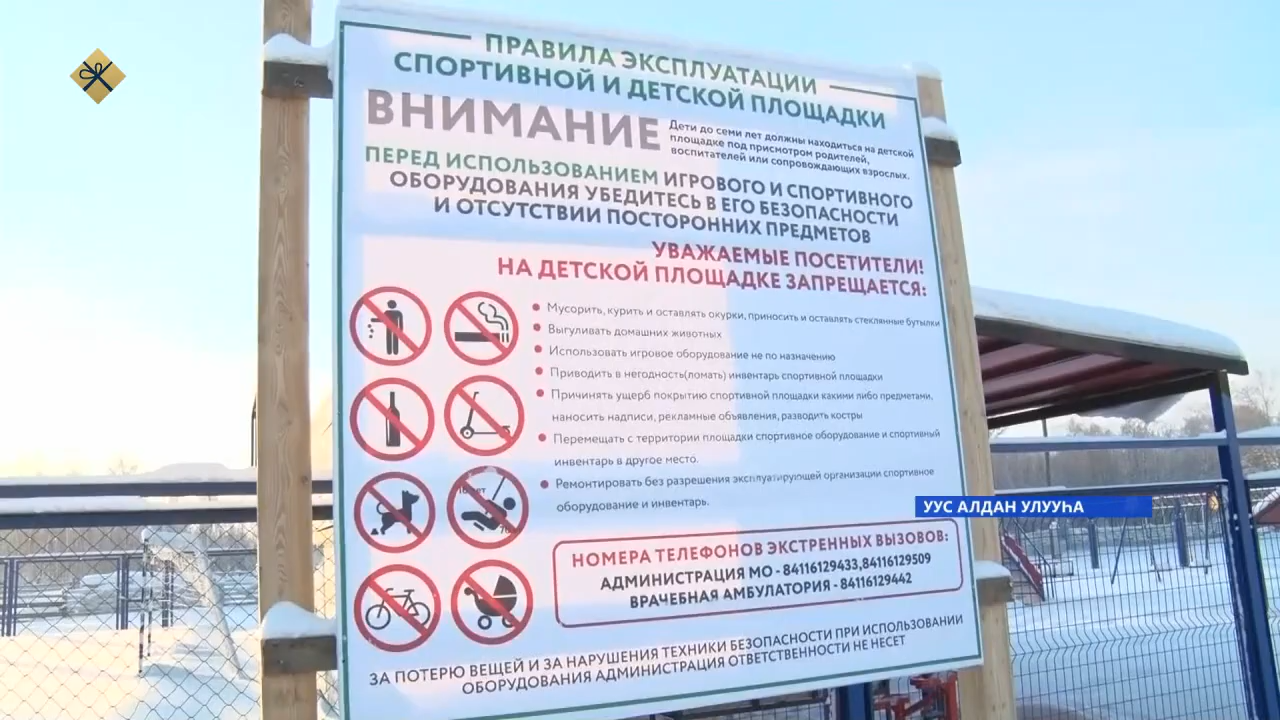 ПРАВИЛА ЭКСПЛУАТАЦИИ
СПОРТИВНОЙ И ДЕТСКОЙ ПЛОЩАДКИ
ВНИМАНИЕ
Дети до семи лет должны находиться на детской
площадке под присмотром родителей,
воспитателей или сопровождающих взрослых.
ПЕРЕД ИСПОЛЬЗОВАНИЕМ ИГРОВОГО И СПОРТИВНОГО
ОБОРУДОВАНИЯ УБЕДИТЕСЬ В ЕГО БЕЗОПАСНОСТИ
И ОТСУТСТВИИ ПОСТОРОННИХ ПРЕДМЕТОВ
УВАЖАЕМЫЕ ПОСЕТИТЕЛИ!
НА ДЕТСКОЙ ПЛОЩАДКЕ ЗАПРЕЩАЕТСЯ:
Мусорить, курить и оставлять окурки, приносить и оставлять стеклянные бутылки
Выгуливать домашних животных
Использовать игровое оборудование не по назначению
Приводить в негодность(ломать) инвентарь спортивной площадки
Причинять ущерб покрытию спортивной площадки какими либо предметами,
наносить надписи, рекламные объявления, разводить костры
Перемещать с территории площадки спортивное оборудование и спортивный
инвентарь в другое место.
Ремонтировать без разрешения эксплуатирующей организации спортивное
оборудование и инвентарь.
УУС АЛДАН УЛУУҺА
НОМЕРА ТЕЛЕФОНОВ ЭКСТРЕННЫХ ВЫЗОВОВ:
АДМИНИСТРАЦИЯ МО - 84116129433,84116129509
ВРАЧЕБНАЯ АМБУЛАТОРИЯ - 84116129442
ЗА ПОТЕРЮ ВЕЩЕЙ И ЗА НАРУШЕНИЯ ТЕХНИКИ БЕЗОПАСНОСТИ ПРИ ИСПОЛЬЗОВАНИИ
ОБОРУДОВАНИЯ АДМИНИСТРАЦИЯ ОТВЕТСТВЕННОСТИ НЕ НЕСЕТ